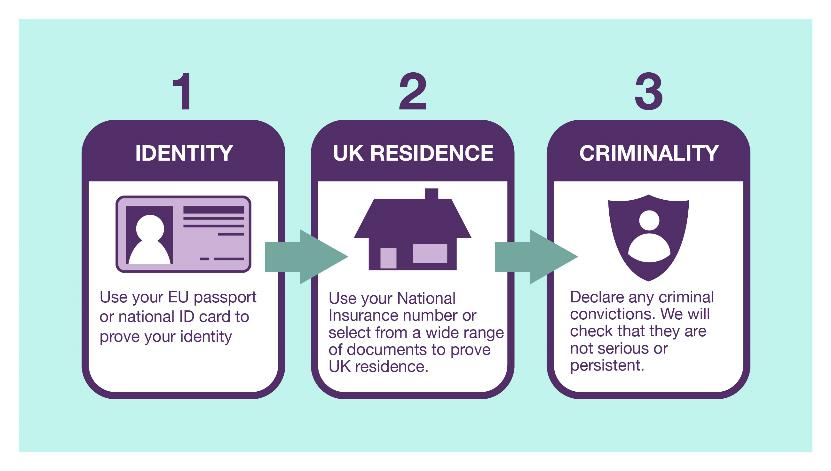 1
IDENTITY
Use your EU passport
or national ID card to
prove your identity
2
UK RESIDENCE
Use your National
Insurance number or
select from a wide range
of documents to prove
UK residence.
3
CRIMINALITY
Declare any criminal
convictions. We will
check that they are
not serious or
persistent.